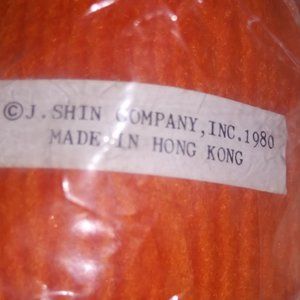 ©J.SHIN COMPANY,INC.1980
MADE IN HONG KONG